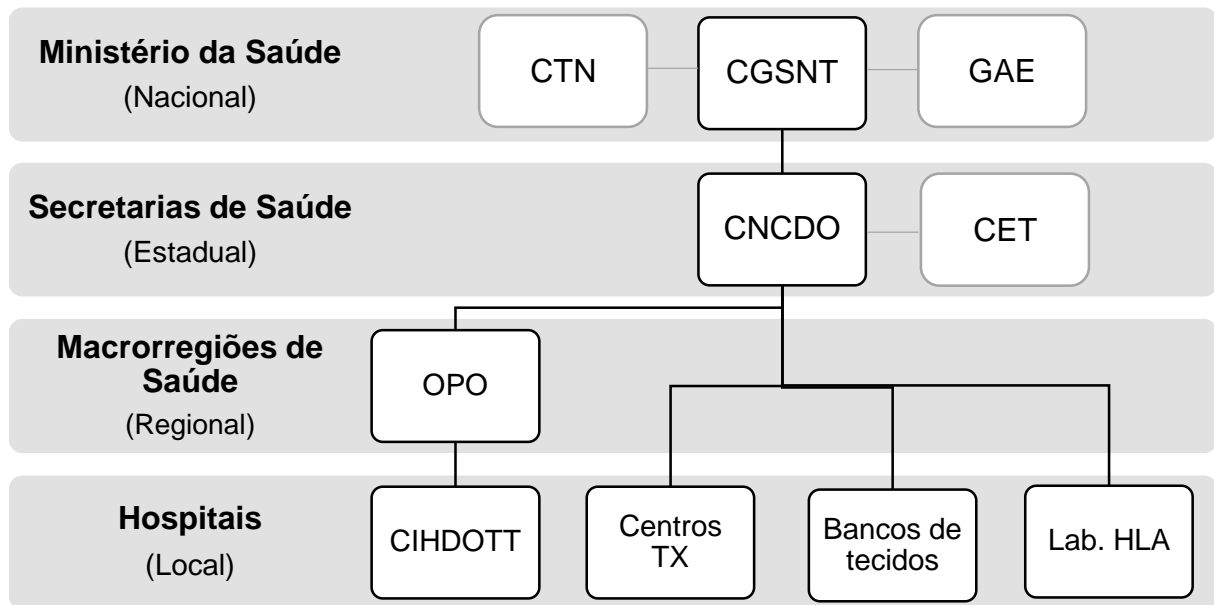 Ministério da Saúde
(Nacional)
CTN
CGSNT
GAE
Secretarias de Saúde
(Estadual)
CNCDO
CET
Macrorregiões de
Saúde
(Regional)
OPO
Hospitais
(Local)
CIHDOTT
Centros
TX
Bancos de
tecidos
Lab. HLA